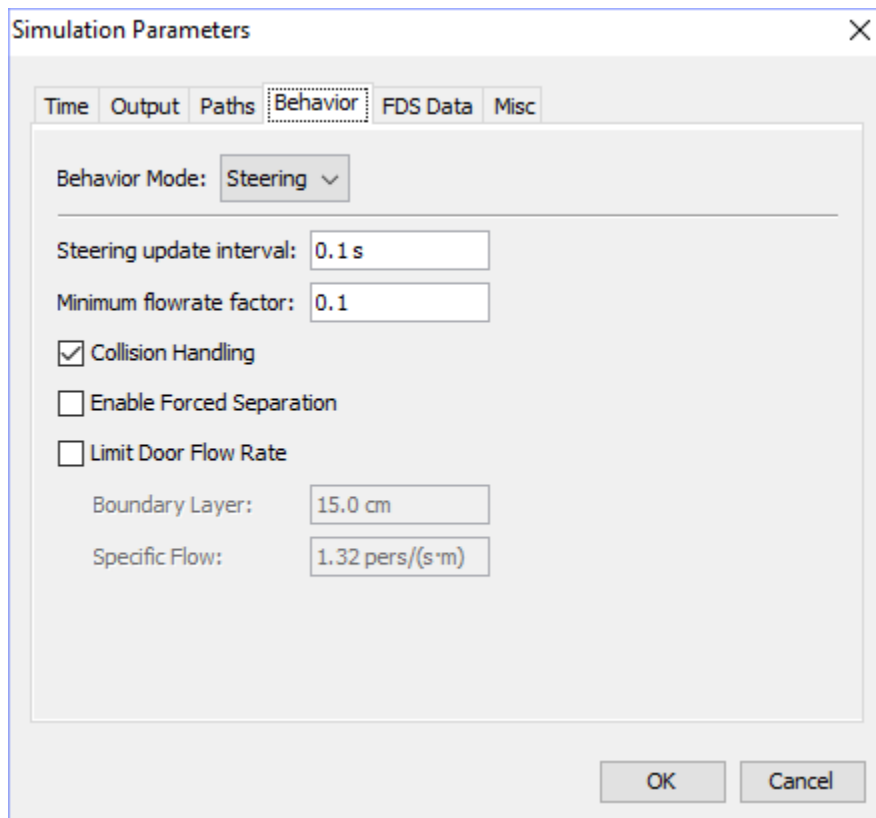 Simulation Parameters
Time Output Paths Behavior FDS Data Misc
Behavior Mode: Steering
Steering update interval: 0.1 s
Minimum flowrate factor: 0.1
Collision Handling
Enable Forced Separation
Limit Door Flow Rate
Boundary Layer: 15.0 cm
Specific Flow: 1.32 pers/(s·m)
OK Cancel